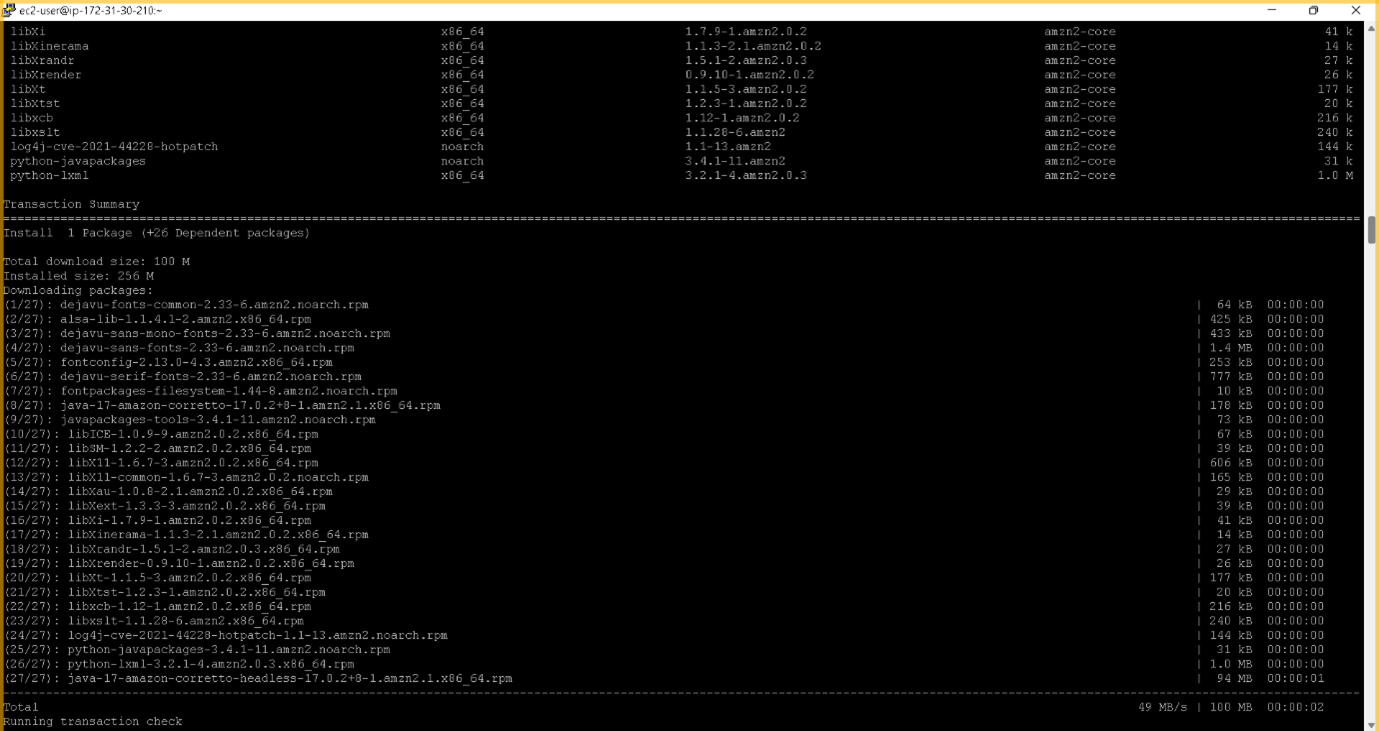 ec2-user@ip-172-31-30-210:~
libXi x86_64 1.7.9-1.amzn2.0.2 amzn2-core 41 k
libXinerama x86_64 1.1.3-2.1.amzn2.0.2 amzn2-core 14 k
libXrandr x86_64 1.5.1-2.amzn2.0.3 amzn2-core 27 k
libXrender x86_64 0.9.10-1.amzn2.0.2 amzn2-core 26 k
libXt x86_64 1.1.5-3.amzn2.0.2 amzn2-core 177 k
libXtst x86_64 1.2.3-1.amzn2.0.2 amzn2-core 20 k
libxcb x86_64 1.12-1.amzn2.0.2 amzn2-core 216 k
libxslt x86_64 1.1.28-6.amzn2 amzn2-core 240 k
log4j-cve-2021-44228-hotpatch noarch 1.1-13.amzn2 amzn2-core 144 k
python-javapackages noarch 3.4.1-11.amzn2 amzn2-core 31 k
python-lxml x86_64 3.2.1-4.amzn2.0.3 amzn2-core 1.0 M
Transaction Summary
================================================================================
Install 1 Package (+26 Dependent packages)
Total download size: 100 M
Installed size: 256 M
Downloading packages:
(1/27): dejavu-fonts-common-2.33-6.amzn2.noarch.rpm | 64 kB 00:00:00
(2/27): alsa-lib-1.1.4.1-2.amzn2.x86_64.rpm | 425 kB 00:00:00
(3/27): dejavu-sans-mono-fonts-2.33-6.amzn2.noarch.rpm | 433 kB 00:00:00
(4/27): dejavu-sans-fonts-2.33-6.amzn2.noarch.rpm | 1.4 MB 00:00:00
(5/27): fontconfig-2.13.0-4.3.amzn2.x86_64.rpm | 253 kB 00:00:00
(6/27): dejavu-serif-fonts-2.33-6.amzn2.noarch.rpm | 777 kB 00:00:00
(7/27): fontpackages-filesystem-1.44-8.amzn2.noarch.rpm | 10 kB 00:00:00
(8/27): java-17-amazon-corretto-17.0.2+8-1.amzn2.1.x86_64.rpm | 178 kB 00:00:00
(9/27): javapackages-tools-3.4.1-11.amzn2.noarch.rpm | 73 kB 00:00:00
(10/27): libICE-1.0.9-9.amzn2.0.2.x86_64.rpm | 67 kB 00:00:00
(11/27): libSM-1.2.2-2.amzn2.0.2.x86_64.rpm | 39 kB 00:00:00
(12/27): libX11-1.6.7-3.amzn2.0.2.x86_64.rpm | 606 kB 00:00:00
(13/27): libX11-common-1.6.7-3.amzn2.0.2.noarch.rpm | 165 kB 00:00:00
(14/27): libXau-1.0.8-2.1.amzn2.0.2.x86_64.rpm | 29 kB 00:00:00
(15/27): libXext-1.3.3-3.amzn2.0.2.x86_64.rpm | 39 kB 00:00:00
(16/27): libXi-1.7.9-1.amzn2.0.2.x86_64.rpm | 41 kB 00:00:00
(17/27): libXinerama-1.1.3-2.1.amzn2.0.2.x86_64.rpm | 14 kB 00:00:00
(18/27): libXrandr-1.5.1-2.amzn2.0.3.x86_64.rpm | 27 kB 00:00:00
(19/27): libXrender-0.9.10-1.amzn2.0.2.x86_64.rpm | 26 kB 00:00:00
(20/27): libXt-1.1.5-3.amzn2.0.2.x86_64.rpm | 177 kB 00:00:00
(21/27): libXtst-1.2.3-1.amzn2.0.2.x86_64.rpm | 20 kB 00:00:00
(22/27): libxcb-1.12-1.amzn2.0.2.x86_64.rpm | 216 kB 00:00:00
(23/27): libxslt-1.1.28-6.amzn2.x86_64.rpm | 240 kB 00:00:00
(24/27): log4j-cve-2021-44228-hotpatch-1.1-13.amzn2.noarch.rpm | 144 kB 00:00:00
(25/27): python-javapackages-3.4.1-11.amzn2.noarch.rpm | 31 kB 00:00:00
(26/27): python-lxml-3.2.1-4.amzn2.0.3.x86_64.rpm | 1.0 MB 00:00:00
(27/27): java-17-amazon-corretto-headless-17.0.2+8-1.amzn2.1.x86_64.rpm | 94 MB 00:00:01
--------------------------------------------------------------------------------
Total 49 MB/s | 100 MB 00:00:02
Running transaction check